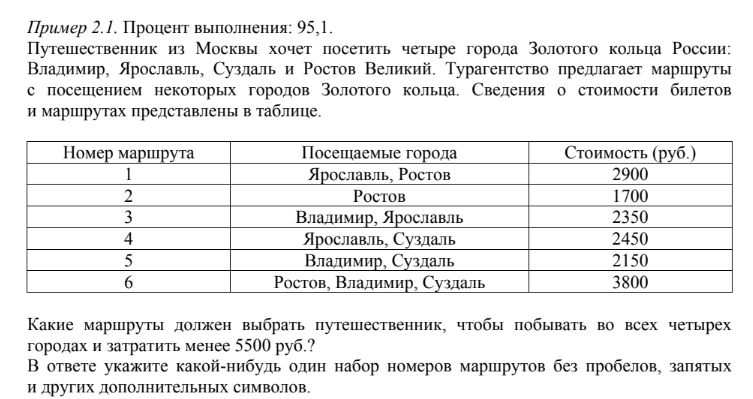 Пример 2.1. Процент выполнения: 95,1.
Путешественник из Москвы хочет посетить четыре города Золотого кольца России:
Владимир, Ярославль, Суздаль и Ростов Великий. Турагентство предлагает маршруты
с посещением некоторых городов Золотого кольца. Сведения о стоимости билетов
и маршрутах представлены в таблице.
Номер маршрута Посещаемые города Стоимость (руб.)
1 Ярославль, Ростов 2900
2 Ростов 1700
3 Владимир, Ярославль 2350
4 Ярославль, Суздаль 2450
5 Владимир, Суздаль 2150
6 Ростов, Владимир, Суздаль 3800
Какие маршруты должен выбрать путешественник, чтобы побывать во всех четырех
городах и затратить менее 5500 руб.?
В ответе укажите какой-нибудь один набор номеров маршрутов без пробелов, запятых
и других дополнительных символов.